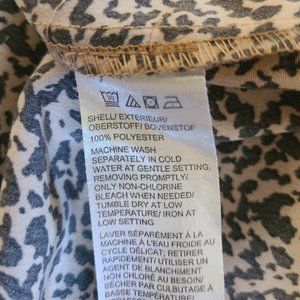 SHELL/ EXTERIEUR/
OBERSTOFF/ BOVENSTOF
100% POLYESTER
MACHINE WASH
SEPARATELY IN COLD
WATER AT GENTLE SETTING,
REMOVING PROMPTLY/
ONLY NON-CHLORINE
BLEACH WHEN NEEDED/
TUMBLE DRY AT LOW
TEMPERATURE/ IRON AT
LOW SETTING
LAVER SÉPARÉMENT À LA
MACHINE À L'EAU FROIDE AU
CYCLE DÉLICAT; RETIRER
RAPIDEMENT/ UTILISER UN
AGENT DE BLANCHIMENT
NON CHLORÉ AU BESOIN/
SÉCHER PAR CULBUTAGE À
BASSE TEMPÉRATURE/